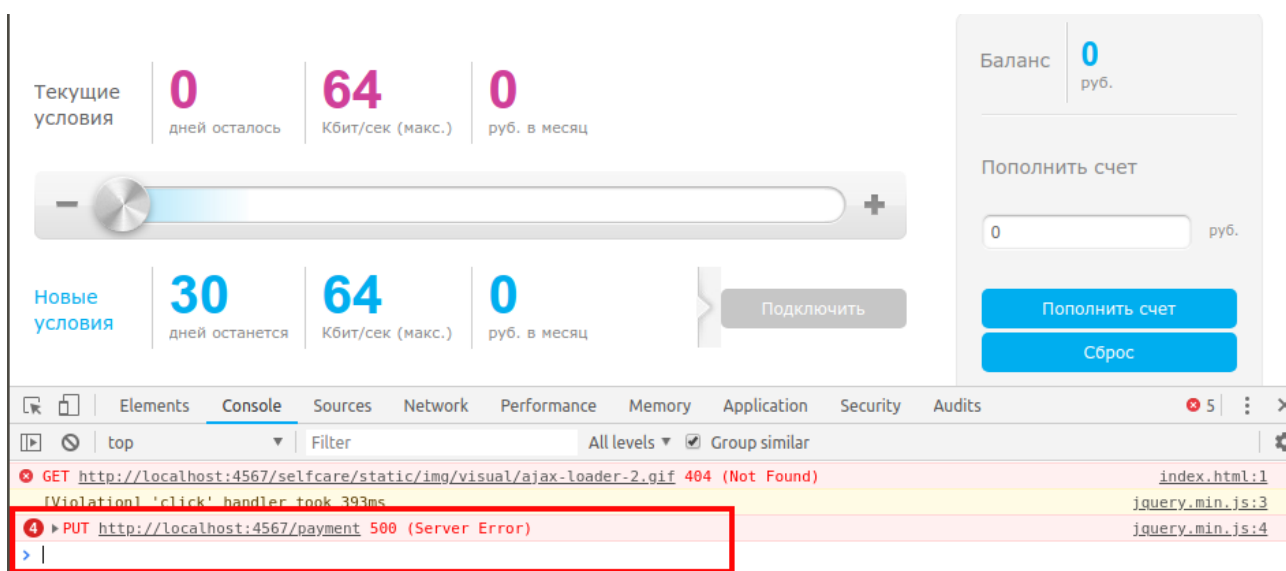 Баланс 0 руб.
Текущие условия
0 дней осталось
64 Кбит/сек (макс.)
0 руб. в месяц
Пополнить счет
0 руб.
Новые условия
30 дней останется
64 Кбит/сек (макс.)
0 руб. в месяц
Подключить
Пополнить счет
Сброс
Elements Console Sources Network Performance Memory Application Security Audits 5
top Filter All levels Group similar
GET http://localhost:4567/selfcare/static/img/visual/ajax-loader-2.gif 404 (Not Found) index.html:1
[Violation] 'click' handler took 393ms jquery.min.js:3
4 PUT http://localhost:4567/payment 500 (Server Error) jquery.min.js:4